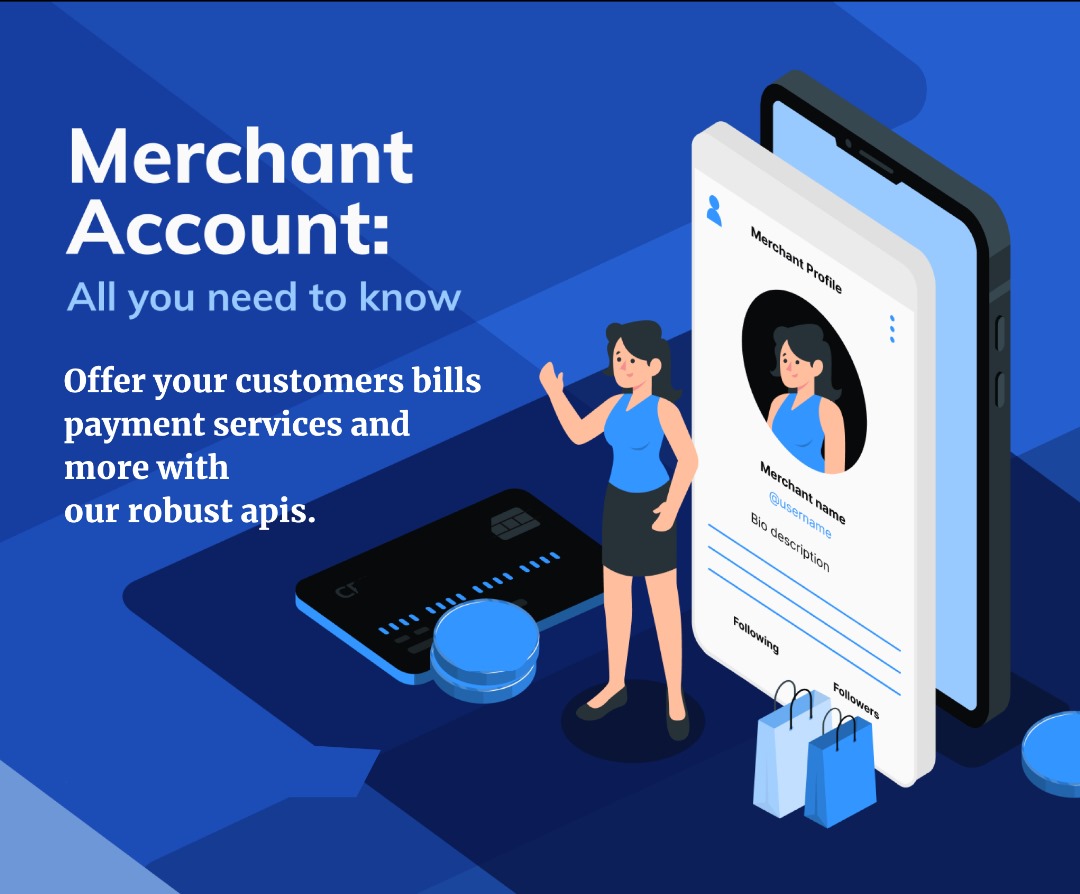 Merchant
Account:
All you need to know
Offer your customers bills
payment services and
more with
our robust apis.
Merchant Profile
Merchant name
@username
Bio description
Following
Followers